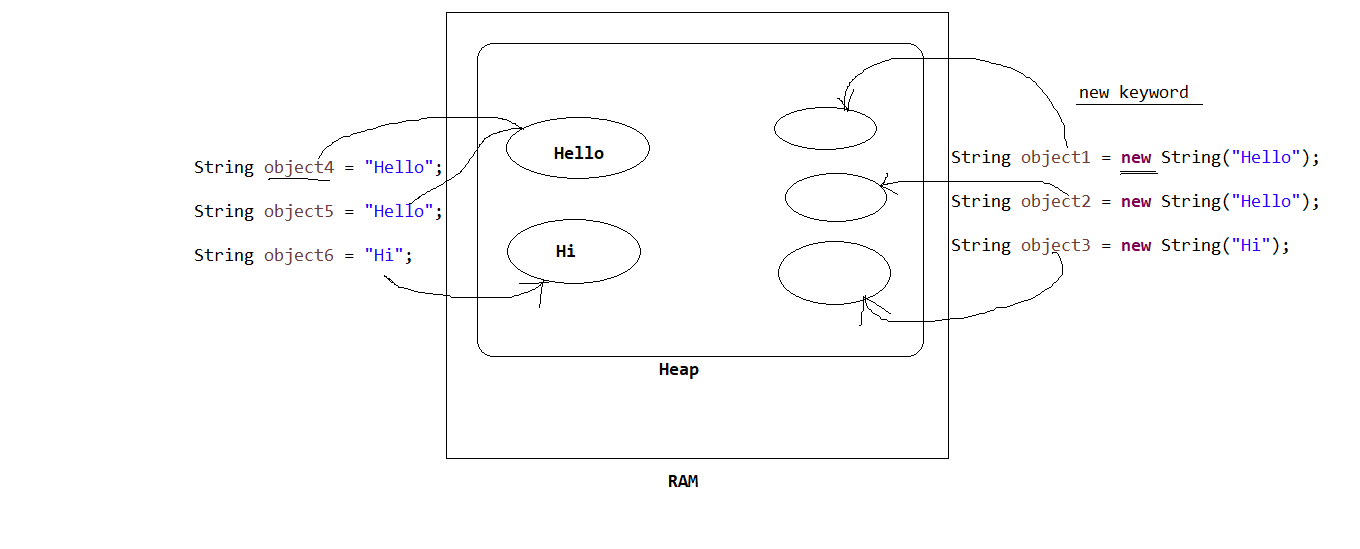 new keyword
String object4 = "Hello";
String object5 = "Hello";
String object6 = "Hi";
Hello
Hi
String object1 = new String("Hello");
String object2 = new String("Hello");
String object3 = new String("Hi");
Heap
RAM